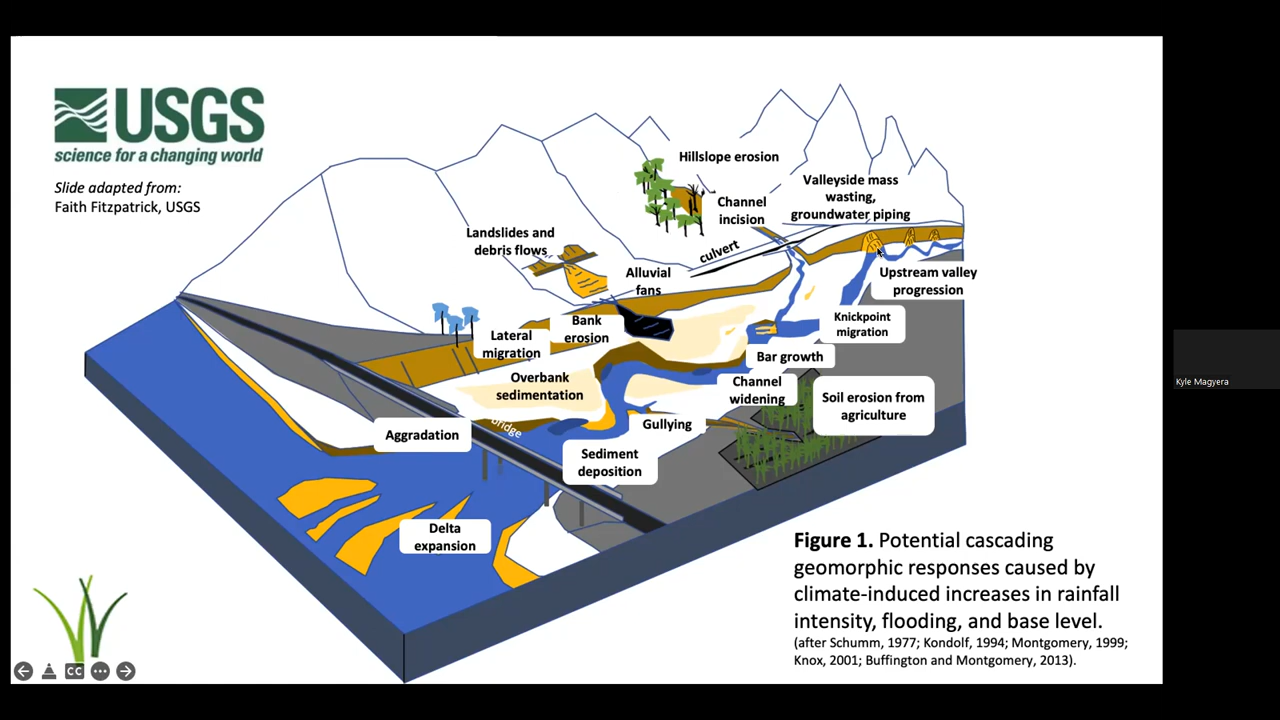 USGS
science for a changing world
Slide adapted from:
Faith Fitzpatrick, USGS
Hillslope erosion
Valleyside mass
wasting,
groundwater piping
Channel
incision
Landslides and
debris flows
culvert
Alluvial
fans
Upstream valley
progression
Bank
erosion
Knickpoint
migration
Lateral
migration
Bar growth
Overbank
sedimentation
Channel
widening
Soil erosion from
agriculture
Gullying
bridge
Aggradation
Sediment
deposition
Delta
expansion
Figure 1. Potential cascading
geomorphic responses caused by
climate-induced increases in rainfall
intensity, flooding, and base level.
(after Schumm, 1977; Kondolf, 1994; Montgomery, 1999;
Knox, 2001; Buffington and Montgomery, 2013).
CC
Kyle Magyera